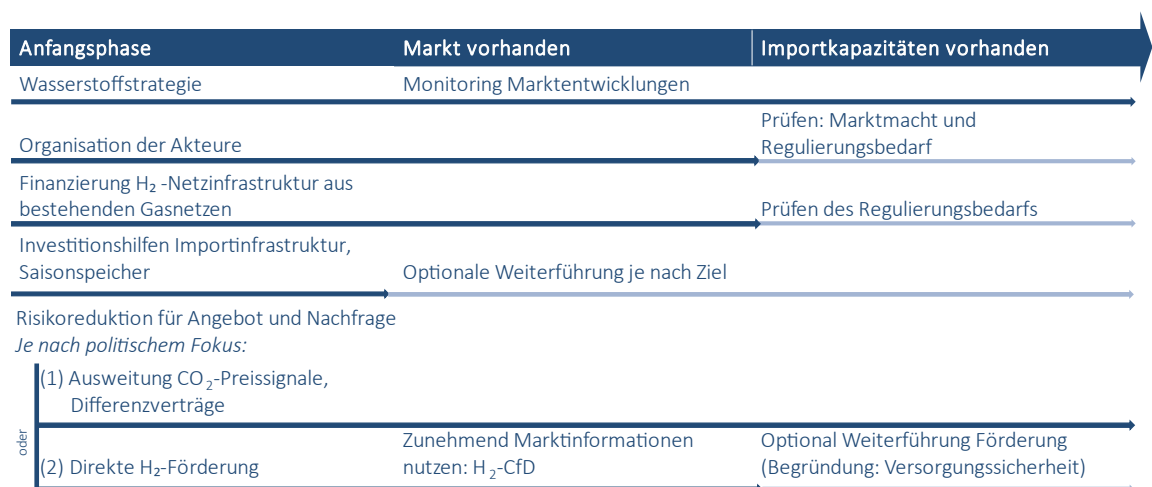 Anfangsphase Markt vorhanden Importkapazitäten vorhanden
Wasserstoffstrategie Monitoring Marktentwicklungen
Prüfen: Marktmacht und
Organisation der Akteure Regulierungsbedarf
Finanzierung H₂ -Netzinfrastruktur aus
bestehenden Gasnetzen Prüfen des Regulierungsbedarfs
Investitionshilfen Importinfrastruktur,
Saisonspeicher Optionale Weiterführung je nach Ziel
Risikoreduktion für Angebot und Nachfrage
Je nach politischem Fokus:
(1) Ausweitung CO₂-Preissignale,
Differenzverträge
oder
Zunehmend Marktinformationen Optional Weiterführung Förderung
(2) Direkte H₂-Förderung nutzen: H₂-CfD (Begründung: Versorgungssicherheit)